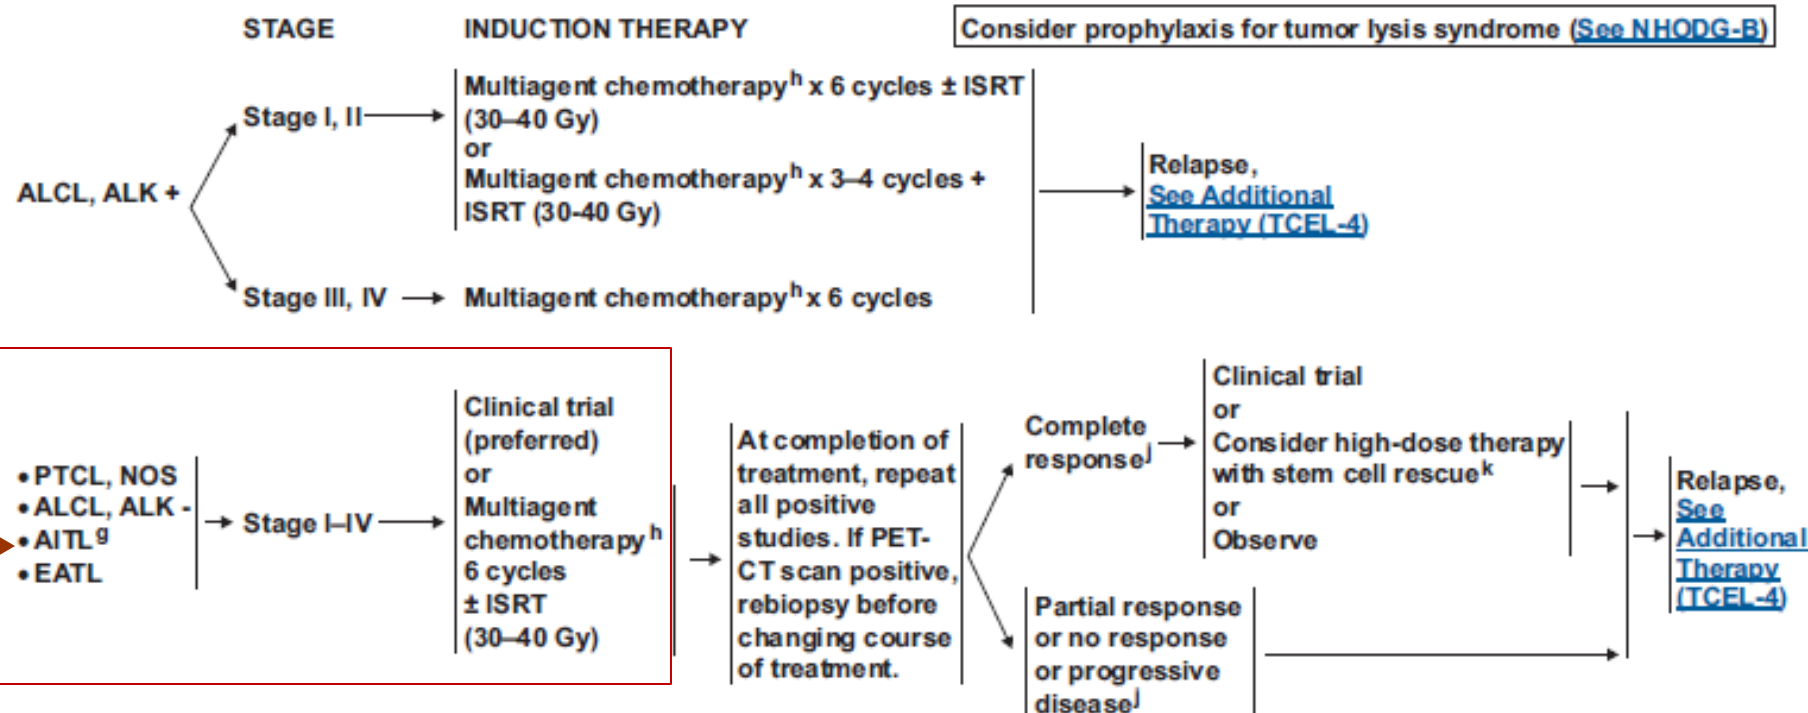 STAGE
INDUCTION THERAPY
Consider prophylaxis for tumor lysis syndrome (See NHODG-B)
ALCL, ALK +
Stage I, II
Multiagent chemotherapyʰ x 6 cycles ± ISRT
(30–40 Gy)
or
Multiagent chemotherapyʰ x 3–4 cycles +
ISRT (30-40 Gy)
Stage III, IV
Multiagent chemotherapyʰ x 6 cycles
Relapse,
See Additional
Therapy (TCEL-4)
• PTCL, NOS
• ALCL, ALK -
• AITLᵍ
• EATL
Stage I–IV
Clinical trial
(preferred)
or
Multiagent
chemotherapyʰ
6 cycles
± ISRT
(30–40 Gy)
At completion of
treatment, repeat
all positive
studies. If PET-
CT scan positive,
rebiopsy before
changing course
of treatment.
Complete
responseʲ
Clinical trial
or
Consider high-dose therapy
with stem cell rescueᵏ
or
Observe
Partial response
or no response
or progressive
diseaseʲ
Relapse,
See
Additional
Therapy
(TCEL-4)